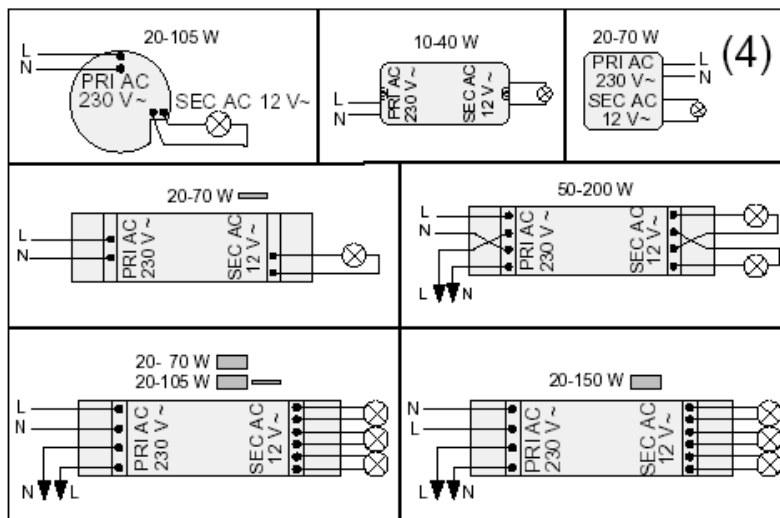 20-105 W
L
N
PRI AC
230 V~
SEC AC 12 V~
10-40 W
L
N
PRI AC
230 V~
SEC AC
12 V~
20-70 W
(4)
PRI AC
230 V~
L
N
SEC AC
12 V~
20-70 W
L
N
PRI AC
230 V~
SEC AC
12 V~
50-200 W
L
N
PRI AC
230 V~
SEC AC
12 V~
L N
20- 70 W
20-105 W
L
N
PRI AC
230 V~
SEC AC
12 V~
N L
20-150 W
N
L
PRI AC
230 V~
SEC AC
12 V~
L N